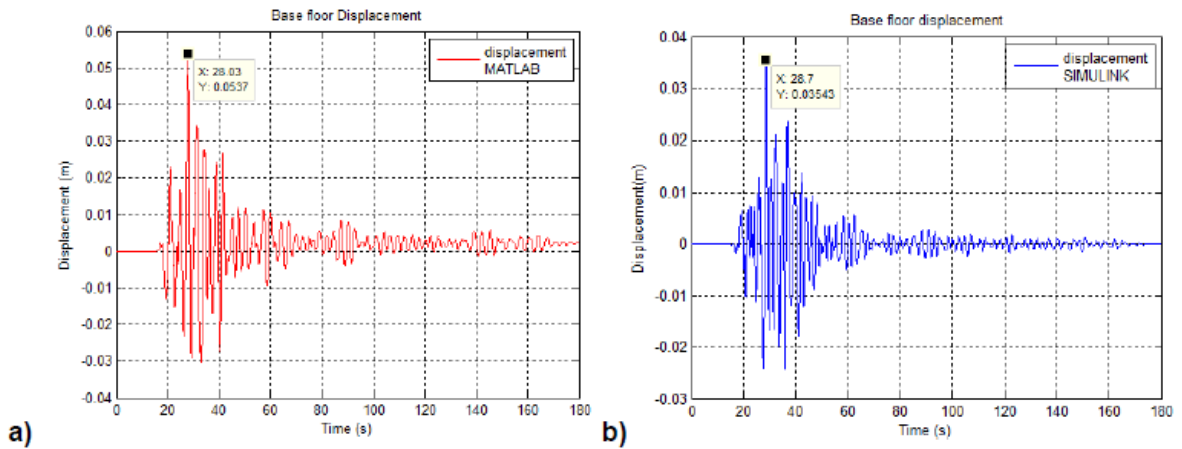 Base floor Displacement
0.06
0.05
0.04
0.03
0.02
0.01
0
-0.01
-0.02
-0.03
-0.04
Displacement (m)
displacement
MATLAB
X: 28.03
Y: 0.0537
0 20 40 60 80 100 120 140 160 180
Time (s)
a)
Base floor displacement
0.04
0.03
0.02
0.01
0
-0.01
-0.02
-0.03
Displacement(m)
displacement
SIMULINK
X: 28.7
Y: 0.03543
0 20 40 60 80 100 120 140 160 180
Time (s)
b)